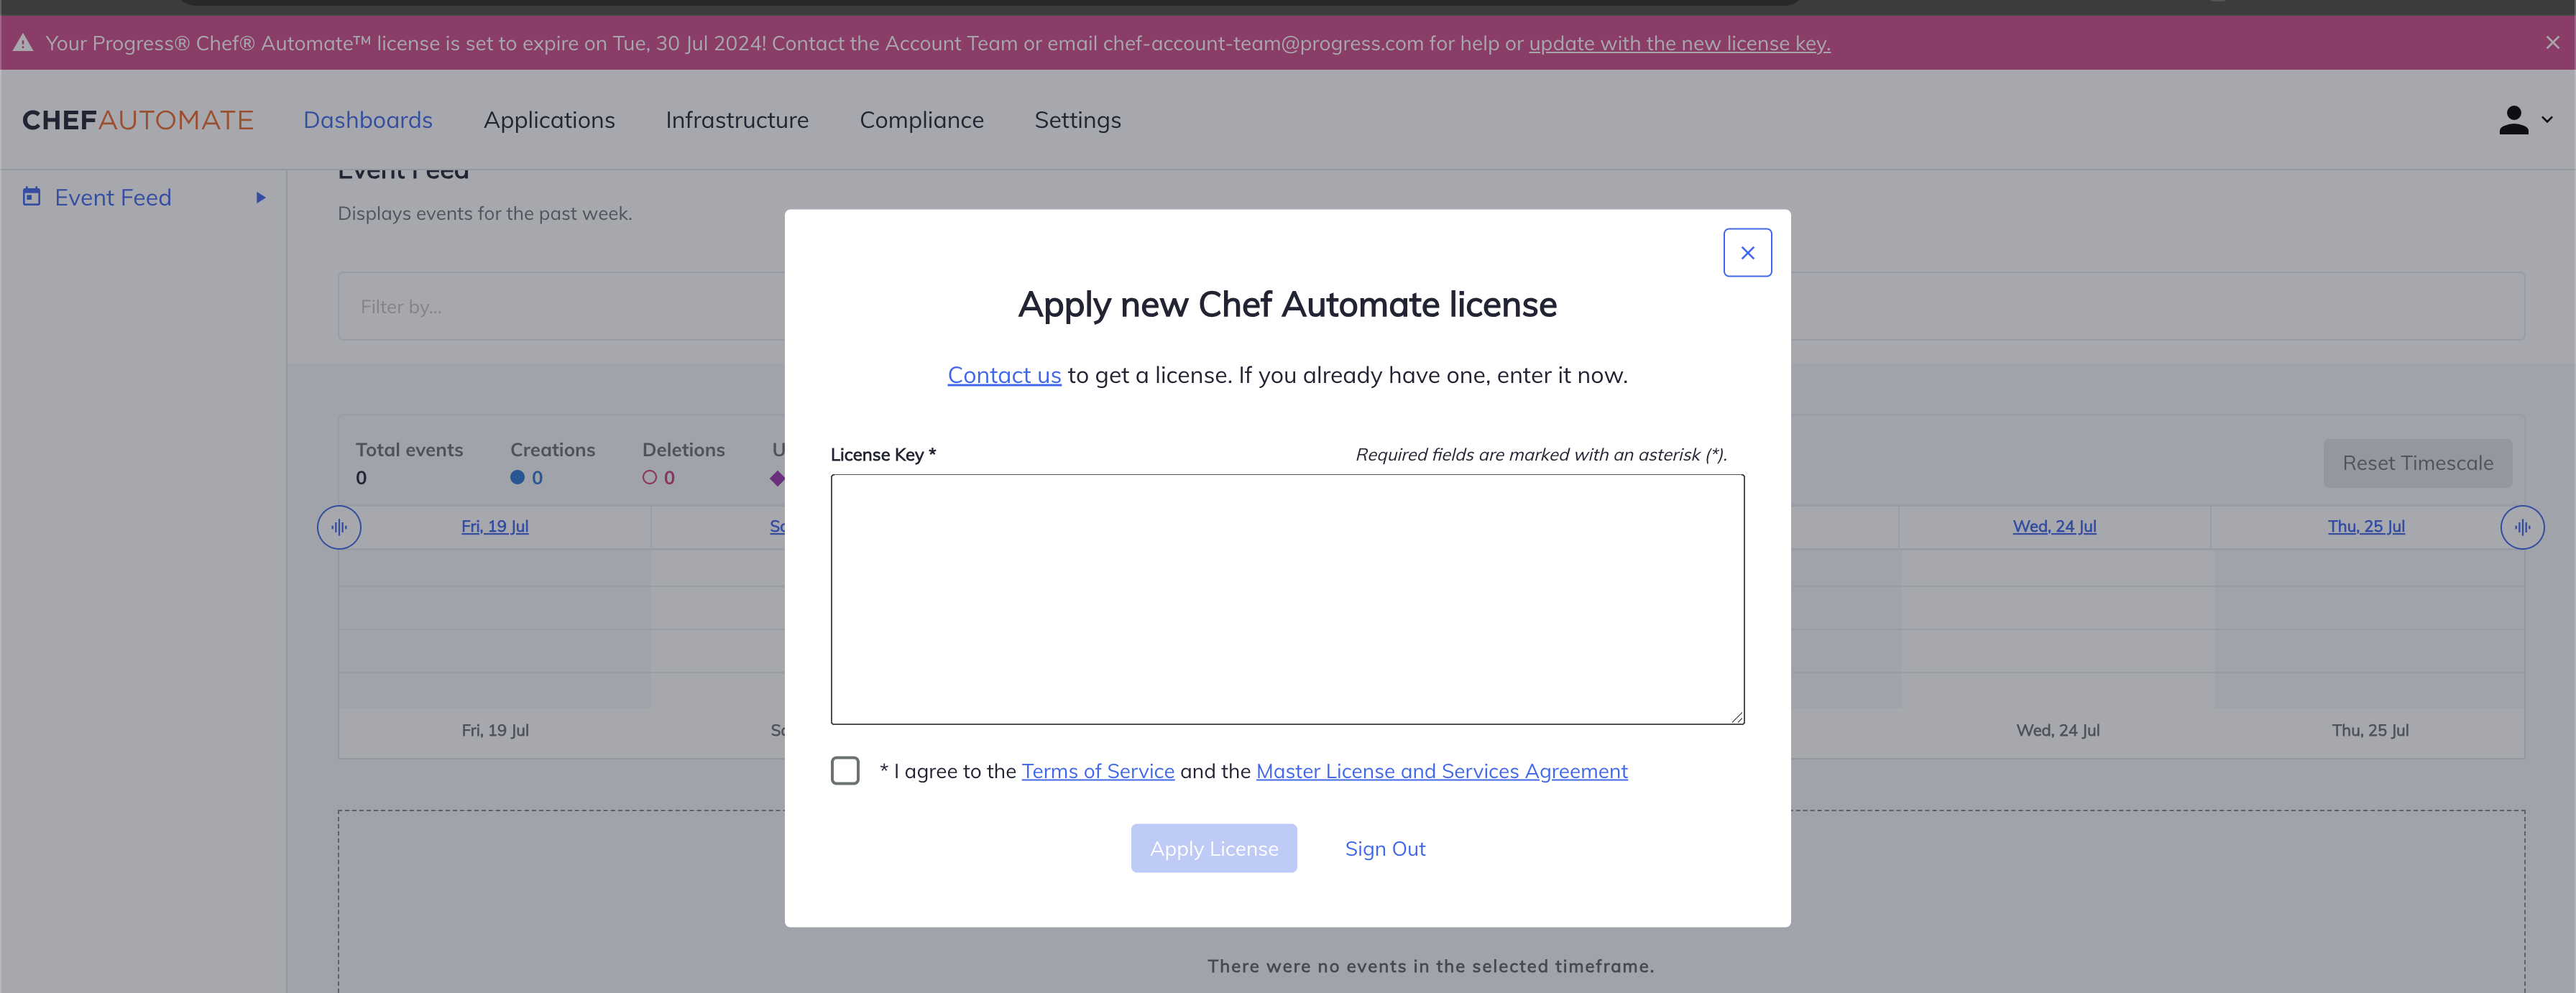 Your Progress® Chef® Automate™ license is set to expire on Tue, 30 Jul 2024! Contact the Account Team or email chef-account-team@progress.com for help or update with the new license key.
CHEFAUTOMATE
Dashboards
Applications
Infrastructure
Compliance
Settings
Event Feed
Event Feed
Displays events for the past week.
Filter by...
Total events
Creations
Deletions
0
0
0
Reset Timescale
Fri, 19 Jul
Wed, 24 Jul
Thu, 25 Jul
Fri, 19 Jul
Wed, 24 Jul
Thu, 25 Jul
There were no events in the selected timeframe.
Apply new Chef Automate license
Contact us to get a license. If you already have one, enter it now.
License Key *
Required fields are marked with an asterisk (*).
* I agree to the Terms of Service and the Master License and Services Agreement
Apply License
Sign Out